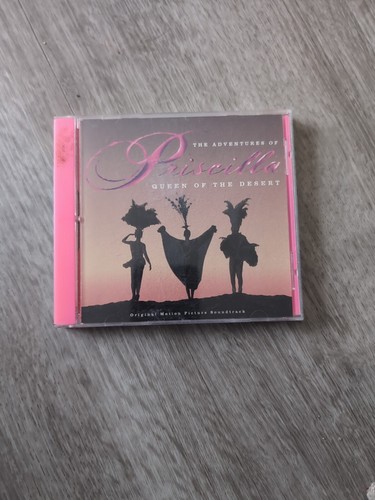 THE ADVENTURES OF
Priscilla
QUEEN OF THE DESERT
Original Motion Picture Soundtrack